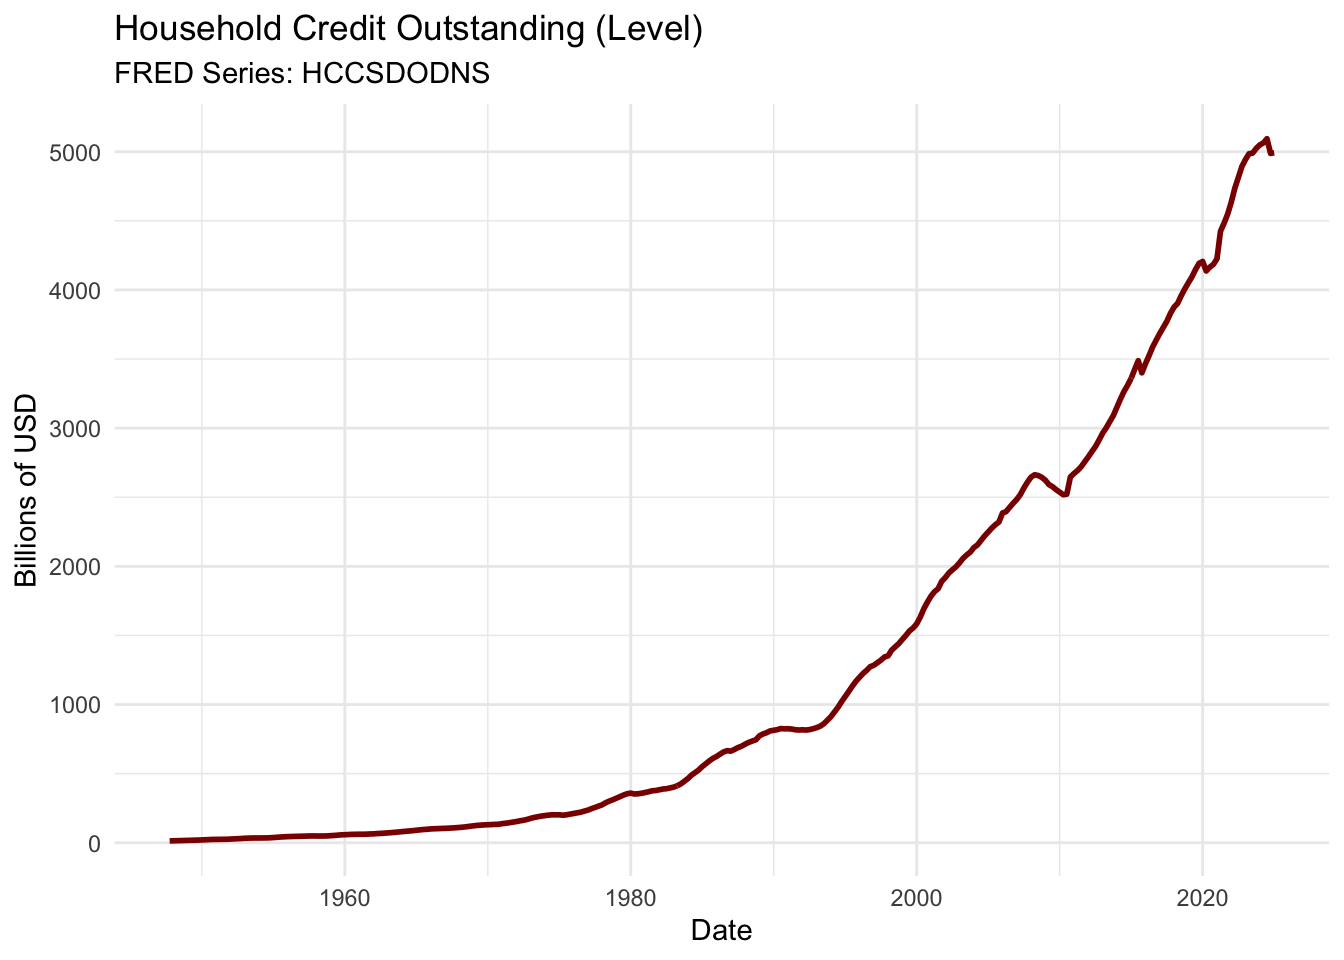 Household Credit Outstanding (Level)
FRED Series: HCCSDODNS
Billions of USD
5000
4000
3000
2000
1000
0
1960
1980
2000
2020
Date